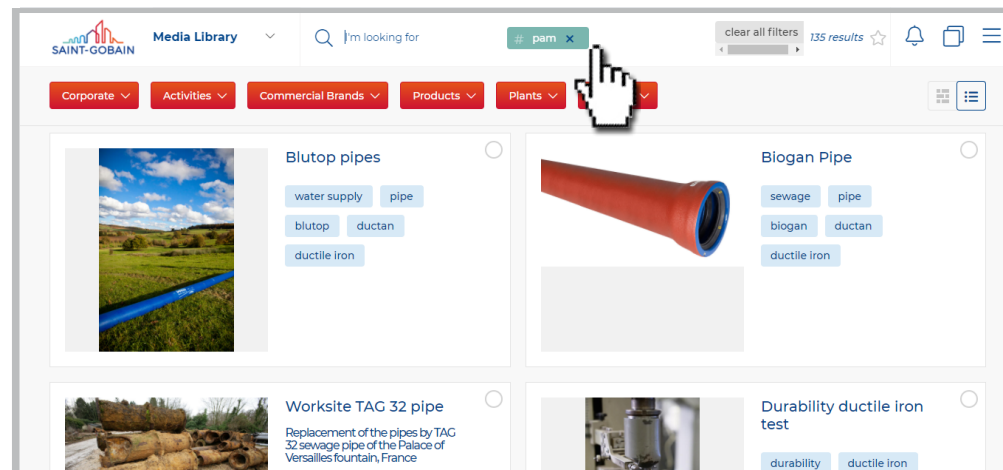 SAINT-GOBAIN
Media Library
I'm looking for
# pam x
clear all filters
135 results
Corporate
Activities
Commercial Brands
Products
Plants
Blutop pipes
water supply
pipe
blutop
ductan
ductile iron
Biogan Pipe
sewage
pipe
biogan
ductan
ductile iron
Worksite TAG 32 pipe
Replacement of the pipes by TAG
32 sewage pipe of the Palace of
Versailles fountain, France
Durability ductile iron
test
durability
ductile iron